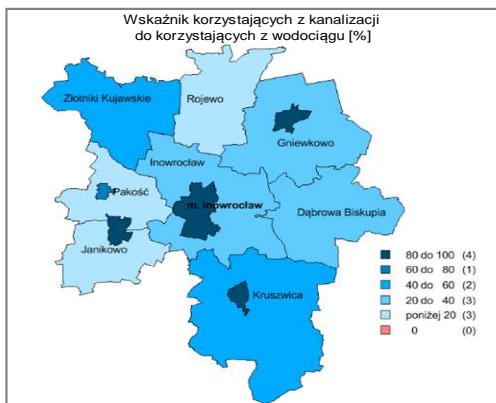 Wskaźnik korzystających z kanalizacji
do korzystających z wodociągu [%]
Złotniki Kujawskie
Rojewo
Gniewkowo
Inowrocław
Pakość
m. Inowrocław
Dąbrowa Biskupia
Janikowo
Kruszwica
80 do 100 (4)
60 do 80 (1)
40 do 60 (2)
20 do 40 (3)
poniżej 20 (3)
0 (0)